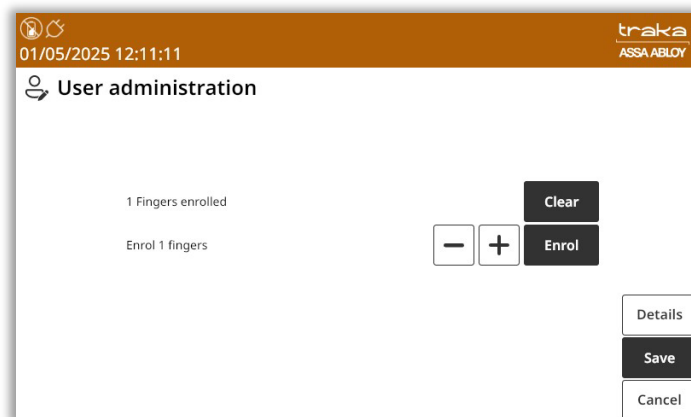 traka
01/05/2025 12:11:11
ASSA ABLOY
User administration
1 Fingers enrolled
Clear
Enrol 1 fingers
Enrol
Details
Save
Cancel